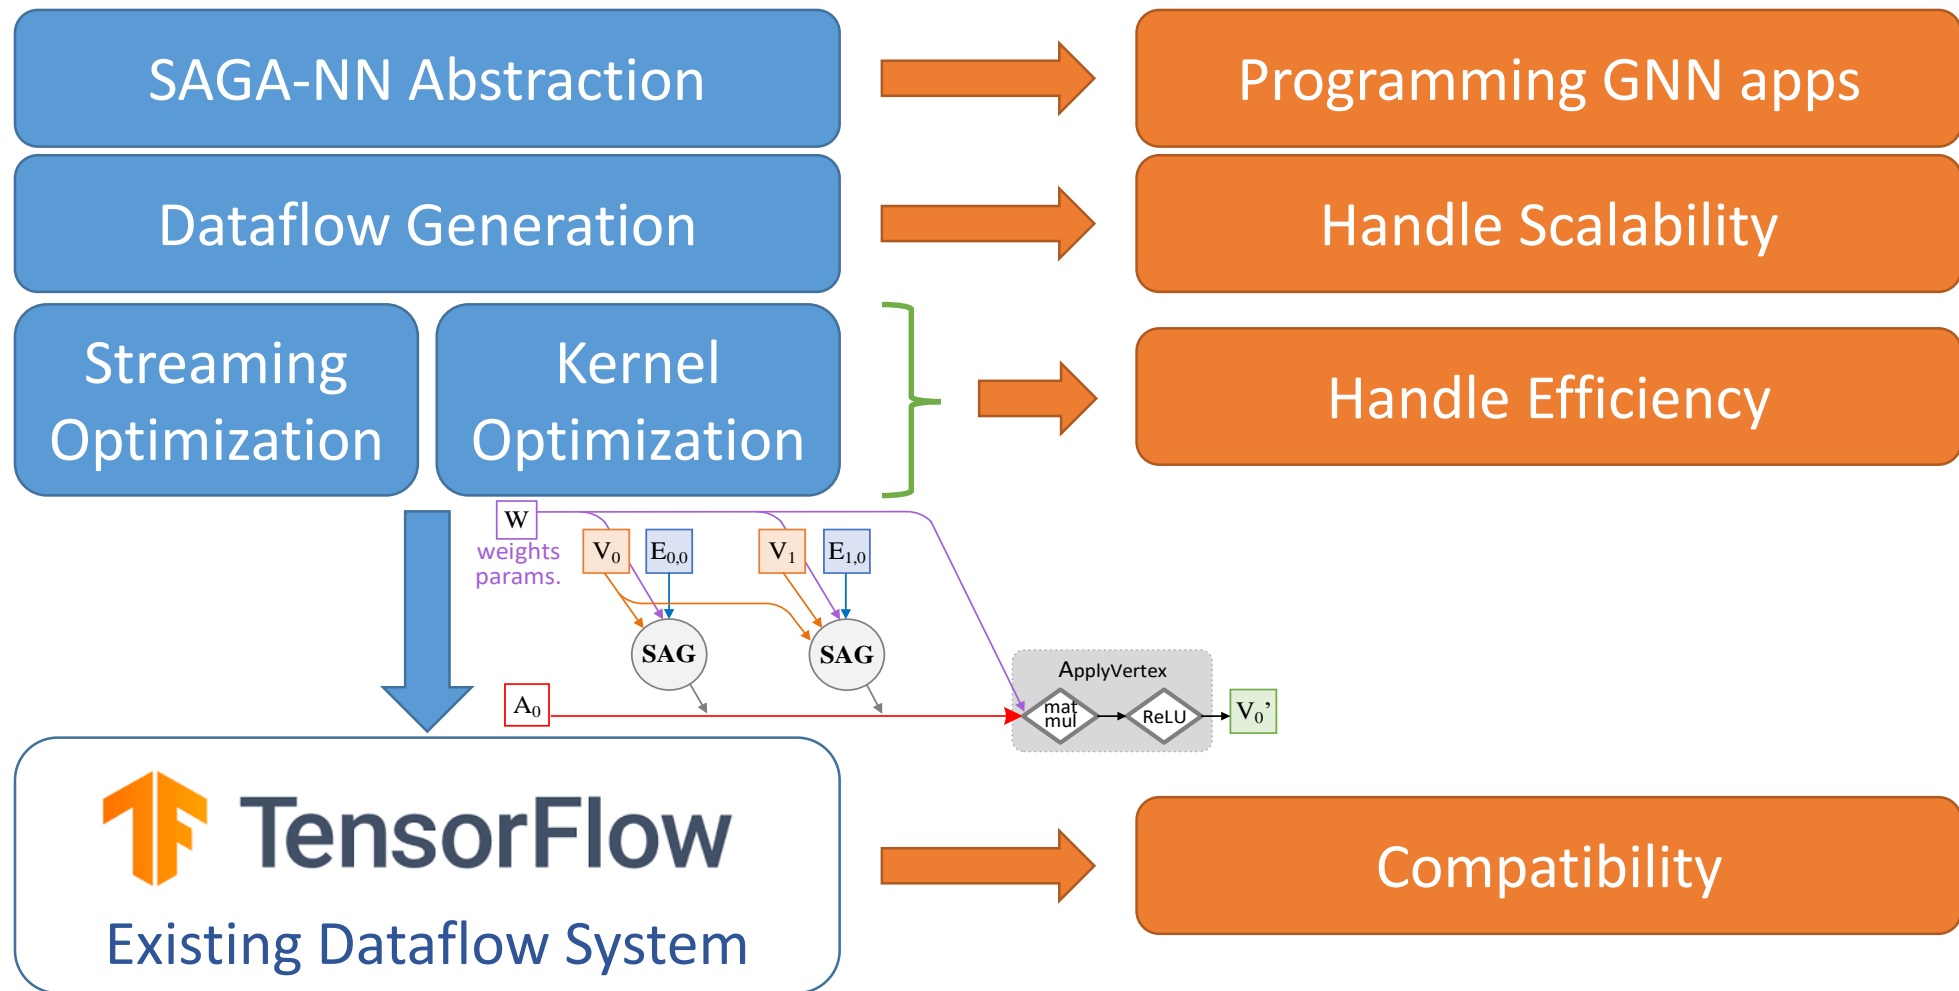 SAGA-NN Abstraction
Programming GNN apps
Dataflow Generation
Handle Scalability
Streaming
Optimization
Kernel
Optimization
Handle Efficiency
W
weights
params.
V₀
E₀,₀
V₁
E₁,₀
SAG
SAG
A₀
ApplyVertex
mat
mul
ReLU
V₀’
TensorFlow
Existing Dataflow System
Compatibility